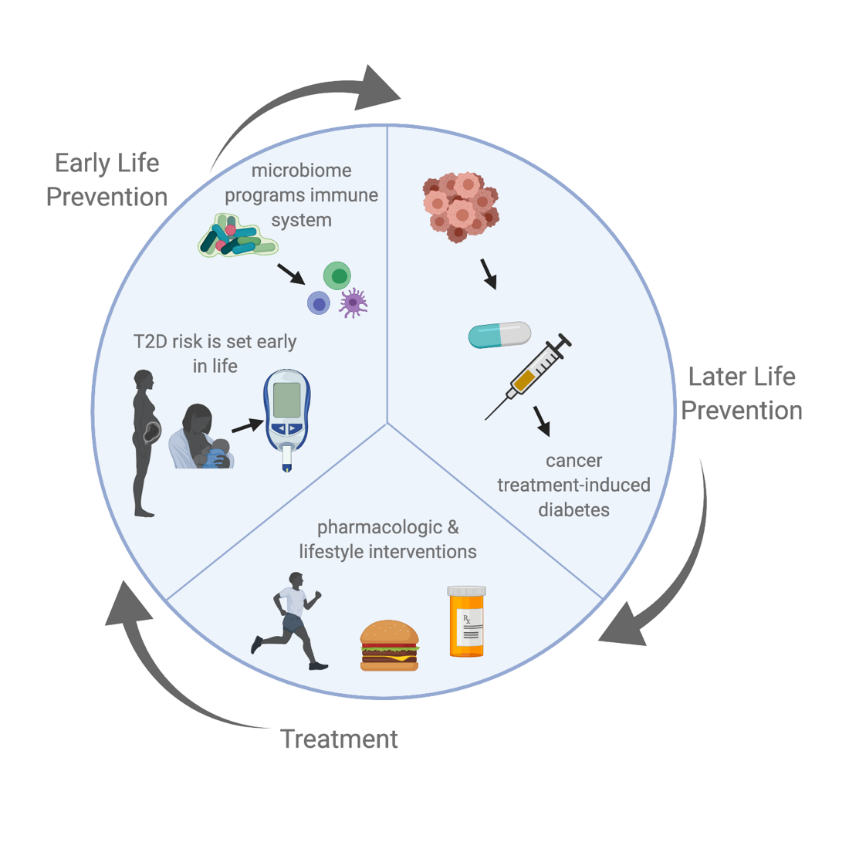 Early Life
Prevention
microbiome
programs immune
system
T2D risk is set early
in life
Later Life
Prevention
cancer
treatment-induced
diabetes
pharmacologic &
lifestyle interventions
Rx
Treatment